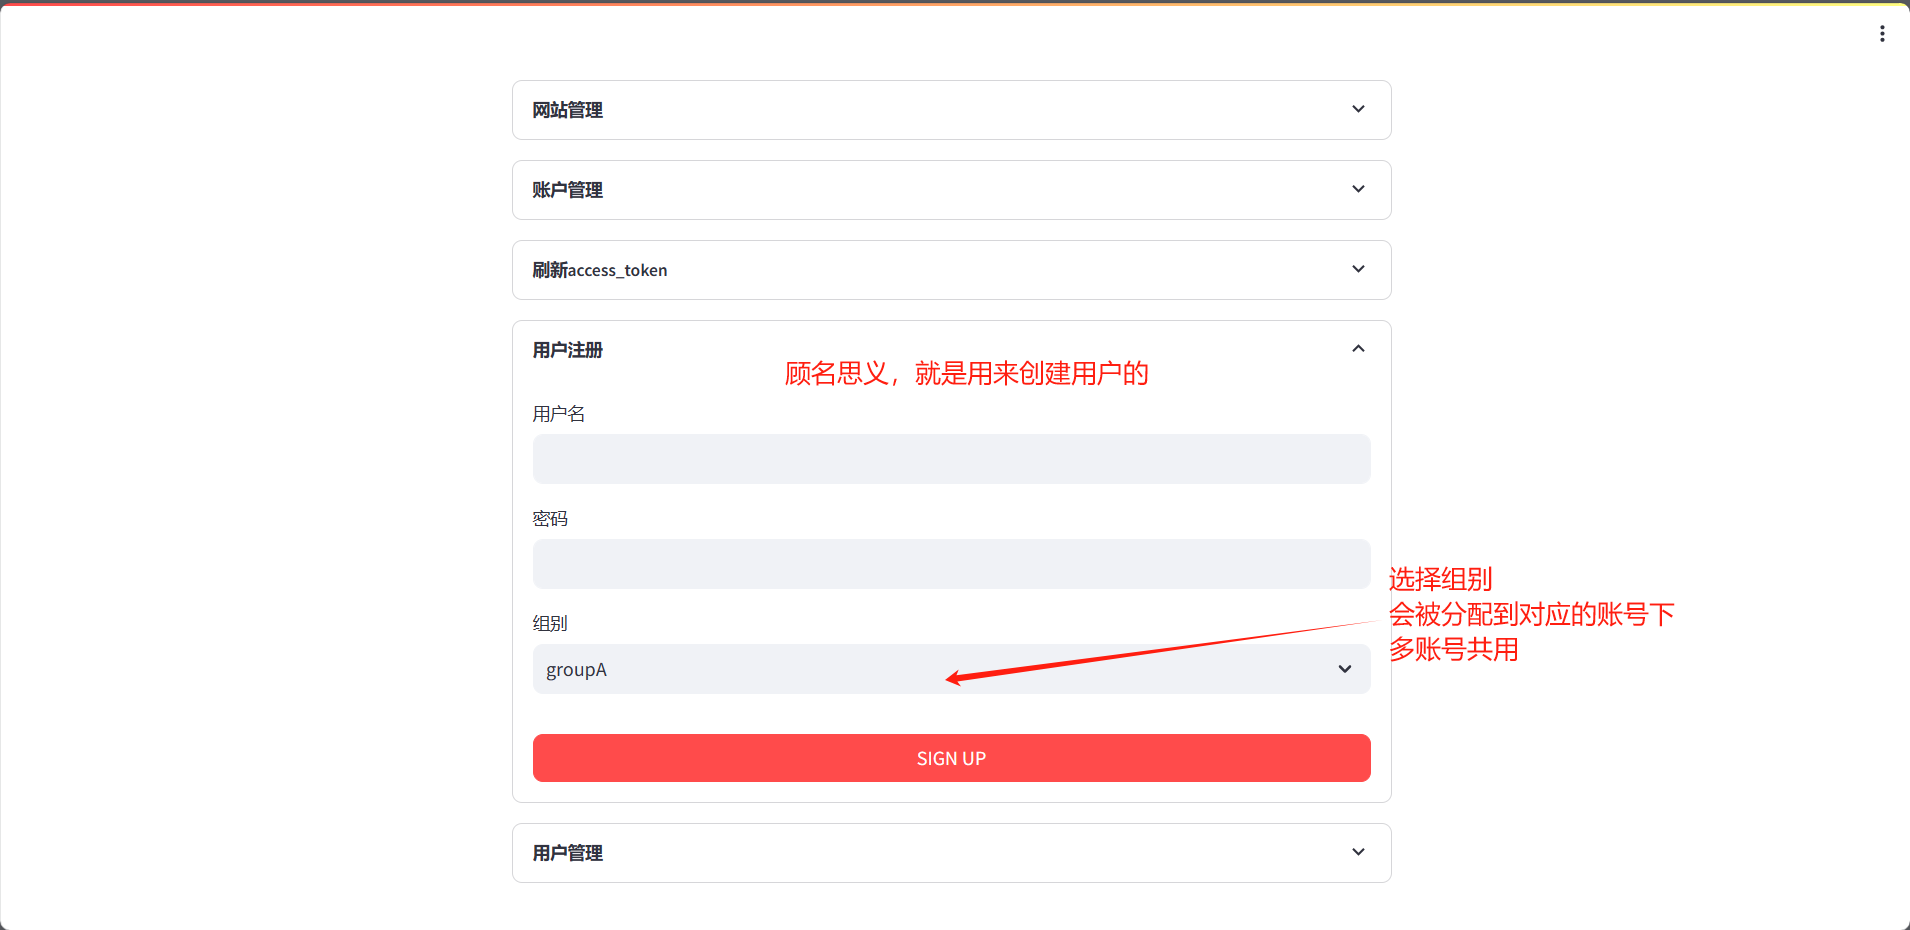 网站管理
账户管理
刷新access_token
用户注册
顾名思义，就是用来创建用户的
用户名
密码
选择组别
会被分配到对应的账号下
多账号共用
组别
groupA
SIGN UP
用户管理